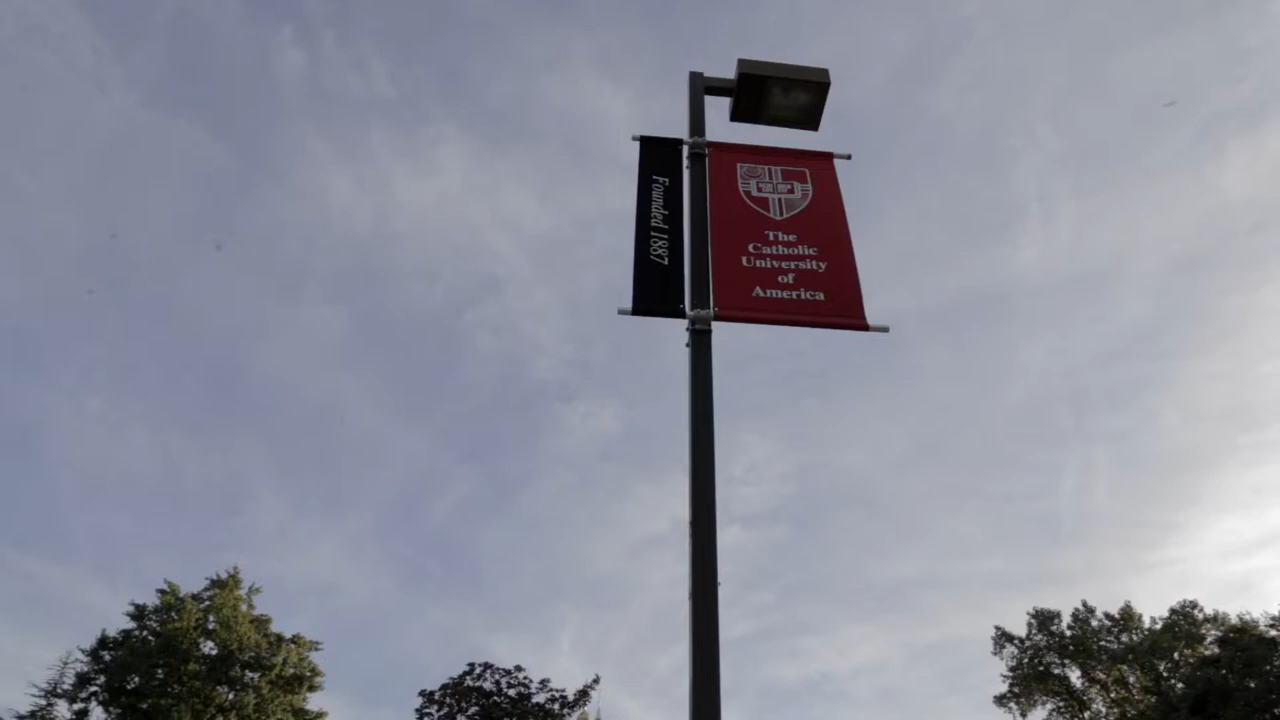 Founded 1887
The
Catholic
University
of
America